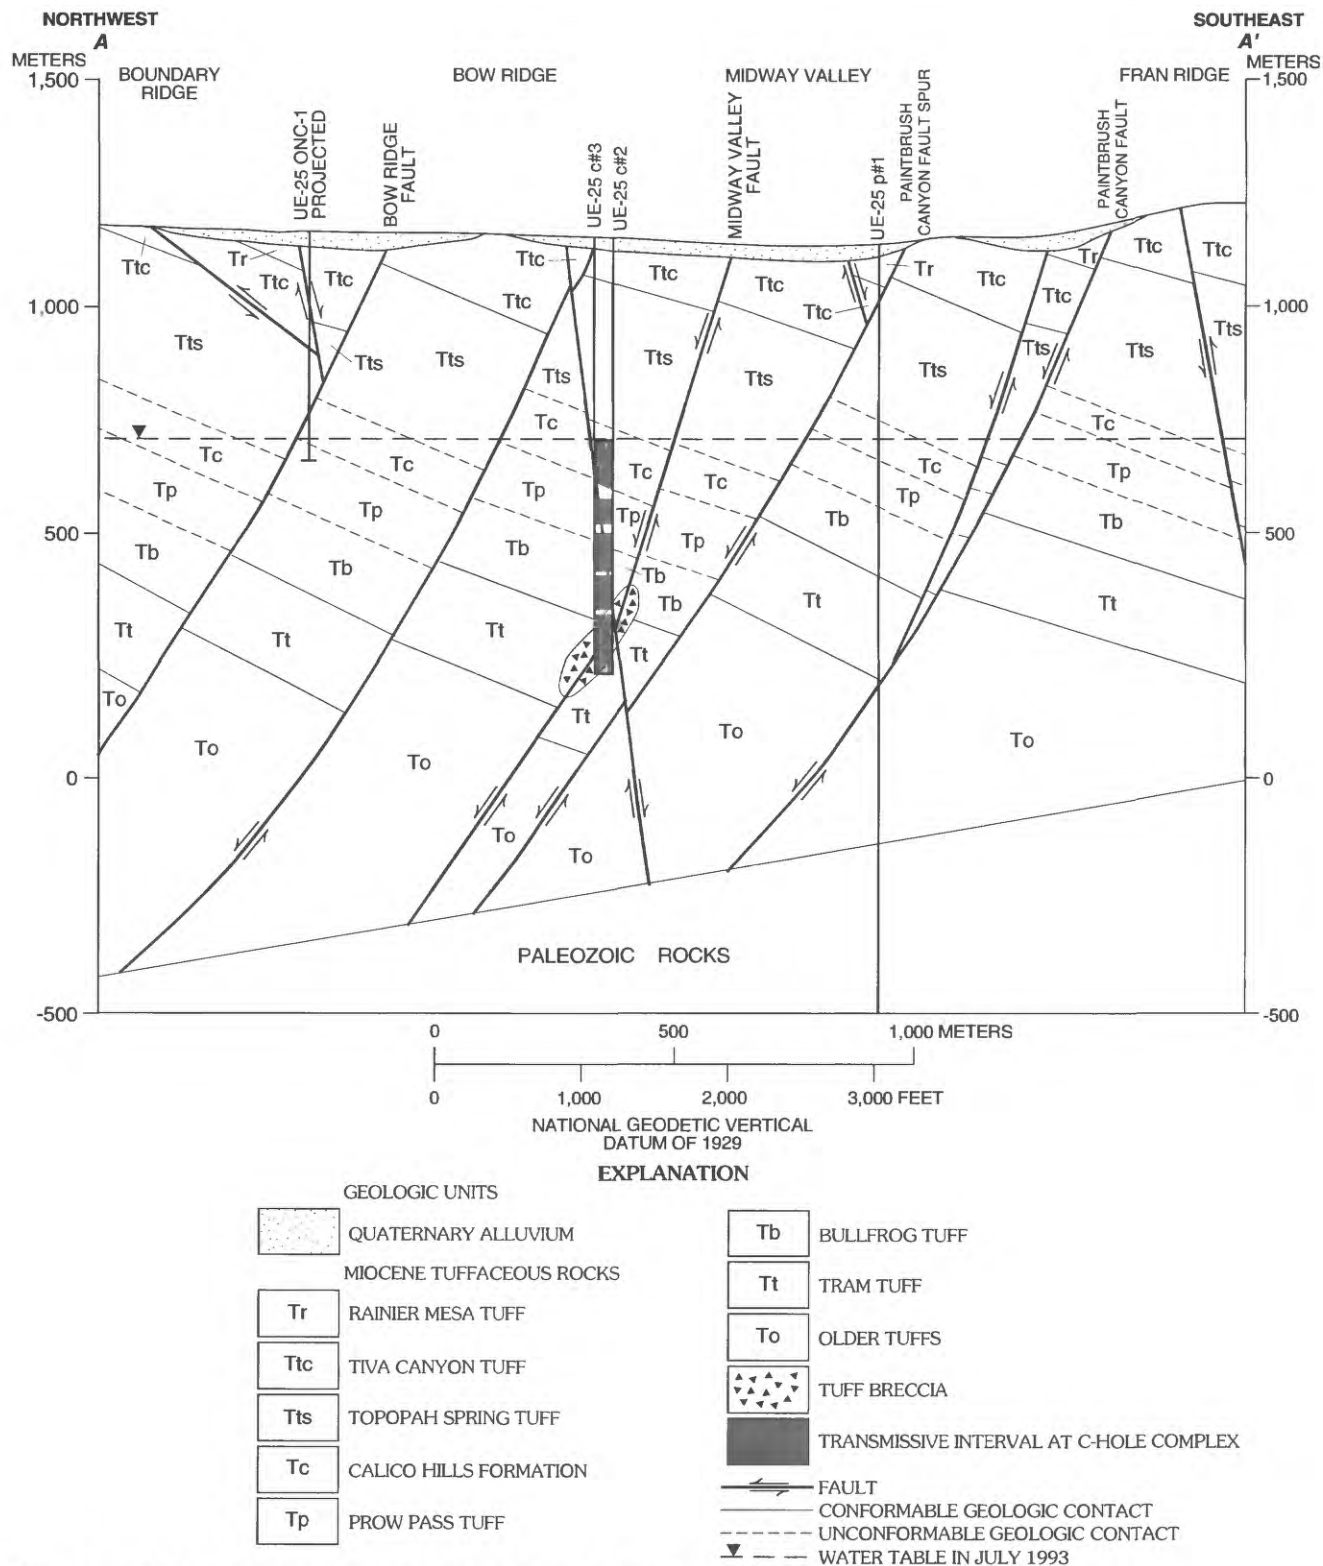 NORTHWEST
A
SOUTHEAST
A'
METERS
METERS
1,500
1,500
BOUNDARY
RIDGE
BOW RIDGE
MIDWAY VALLEY
FRAN RIDGE
UE-25 ONC-1
PROJECTED
BOW RIDGE
FAULT
UE-25 c#3
UE-25 c#2
MIDWAY VALLEY
FAULT
UE-25 p#1
PAINTBRUSH
CANYON FAULT SPUR
PAINTBRUSH
CANYON FAULT
Ttc
Tr
Ttc
Ttc
Ttc
Ttc
Ttc
Ttc
Tr
Ttc
Ttc
Ttc
Tr
Ttc
Ttc
1,000
1,000
Tts
Tts
Tts
Tts
Tts
Tts
Tts
Tts
Tts
Tts
Tc
Tc
Tc
Tc
Tc
Tc
Tc
Tp
Tp
Tp
Tp
Tp
Tp
Tp
500
500
Tb
Tb
Tb
Tb
Tb
Tb
Tb
Tt
Tt
Tt
Tt
Tt
Tt
Tt
To
To
To
To
To
To
To
0
0
PALEOZOIC ROCKS
-500
-500
0 500 1,000 METERS
0 1,000 2,000 3,000 FEET
NATIONAL GEODETIC VERTICAL
DATUM OF 1929
EXPLANATION
GEOLOGIC UNITS
QUATERNARY ALLUVIUM
MIOCENE TUFFACEOUS ROCKS
Tr RAINIER MESA TUFF
Ttc TIVA CANYON TUFF
Tts TOPOPAH SPRING TUFF
Tc CALICO HILLS FORMATION
Tp PROW PASS TUFF
Tb BULLFROG TUFF
Tt TRAM TUFF
To OLDER TUFFS
TUFF BRECCIA
TRANSMISSIVE INTERVAL AT C-HOLE COMPLEX
FAULT
CONFORMABLE GEOLOGIC CONTACT
UNCONFORMABLE GEOLOGIC CONTACT
WATER TABLE IN JULY 1993